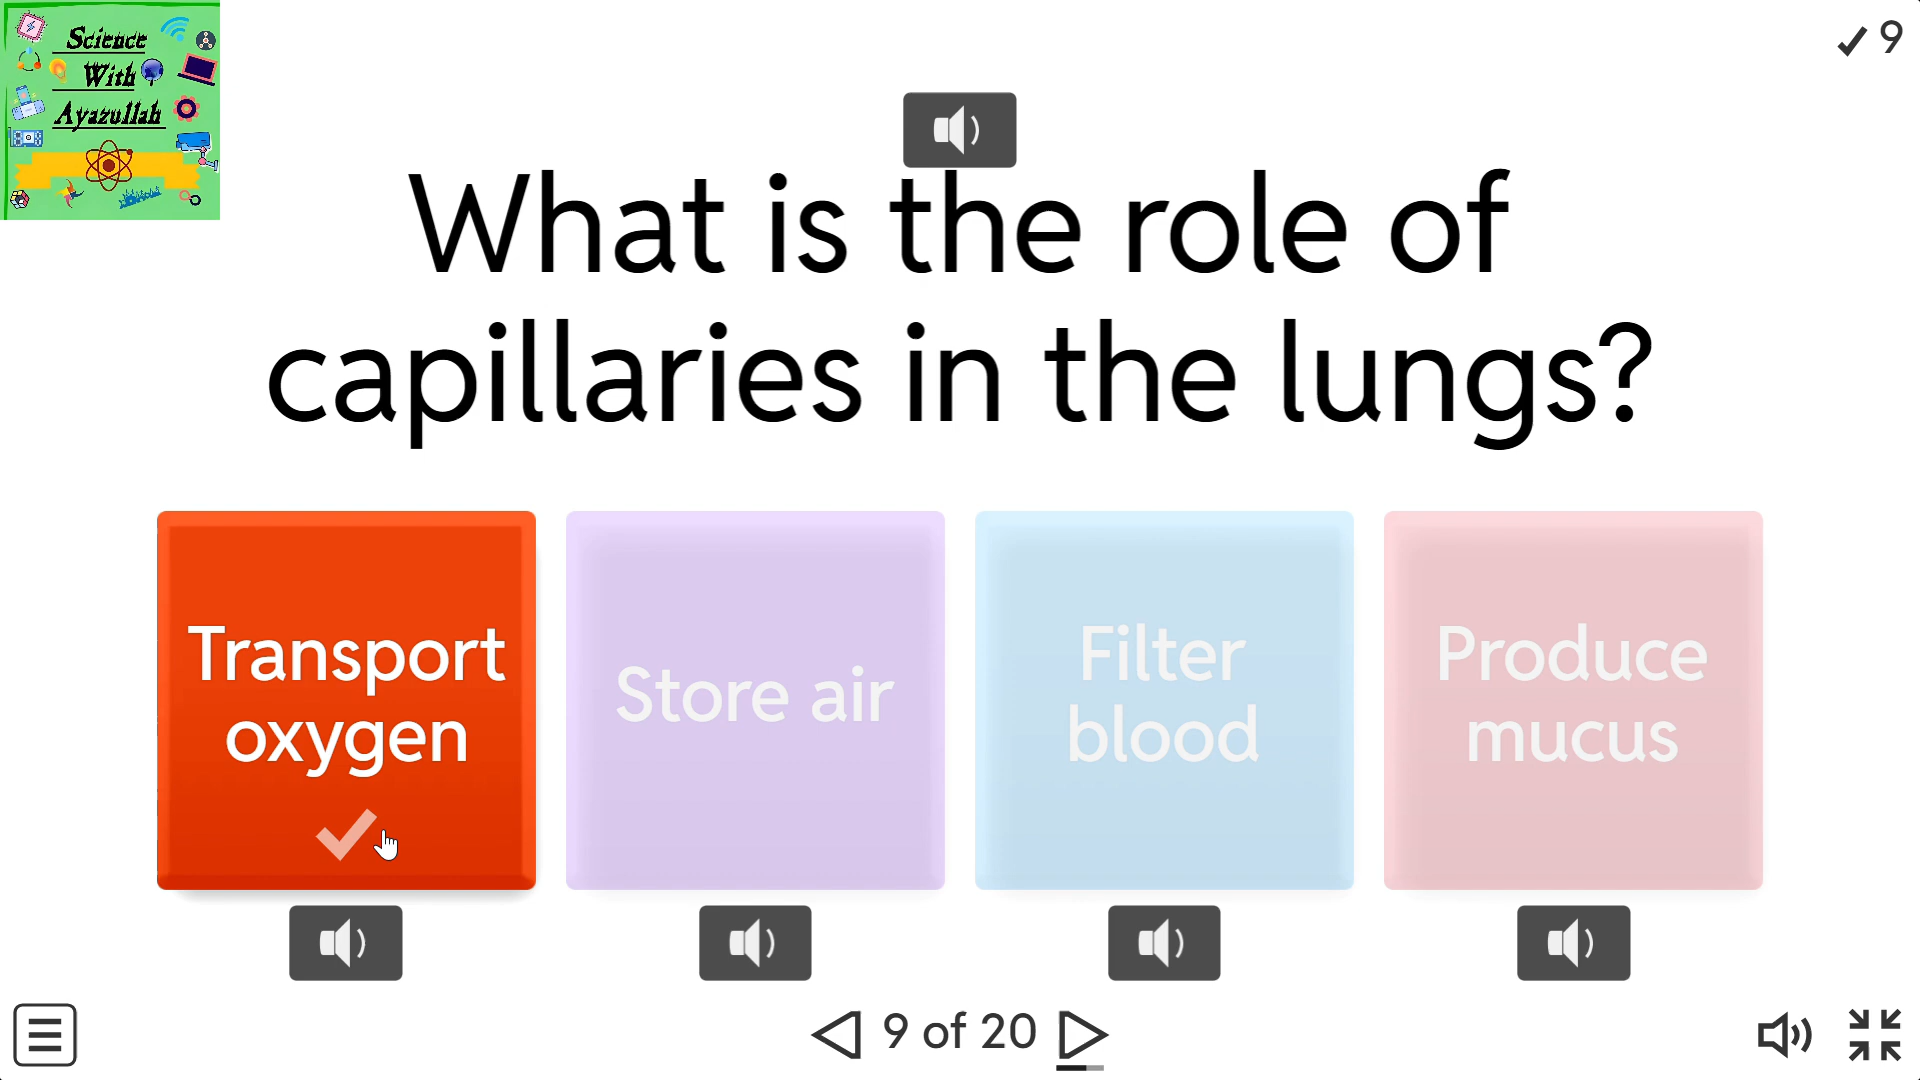 Science
With
Ayazullah
9
What is the role of
capillaries in the lungs?
Transport
oxygen
Store air
Filter
blood
Produce
mucus
9 of 20